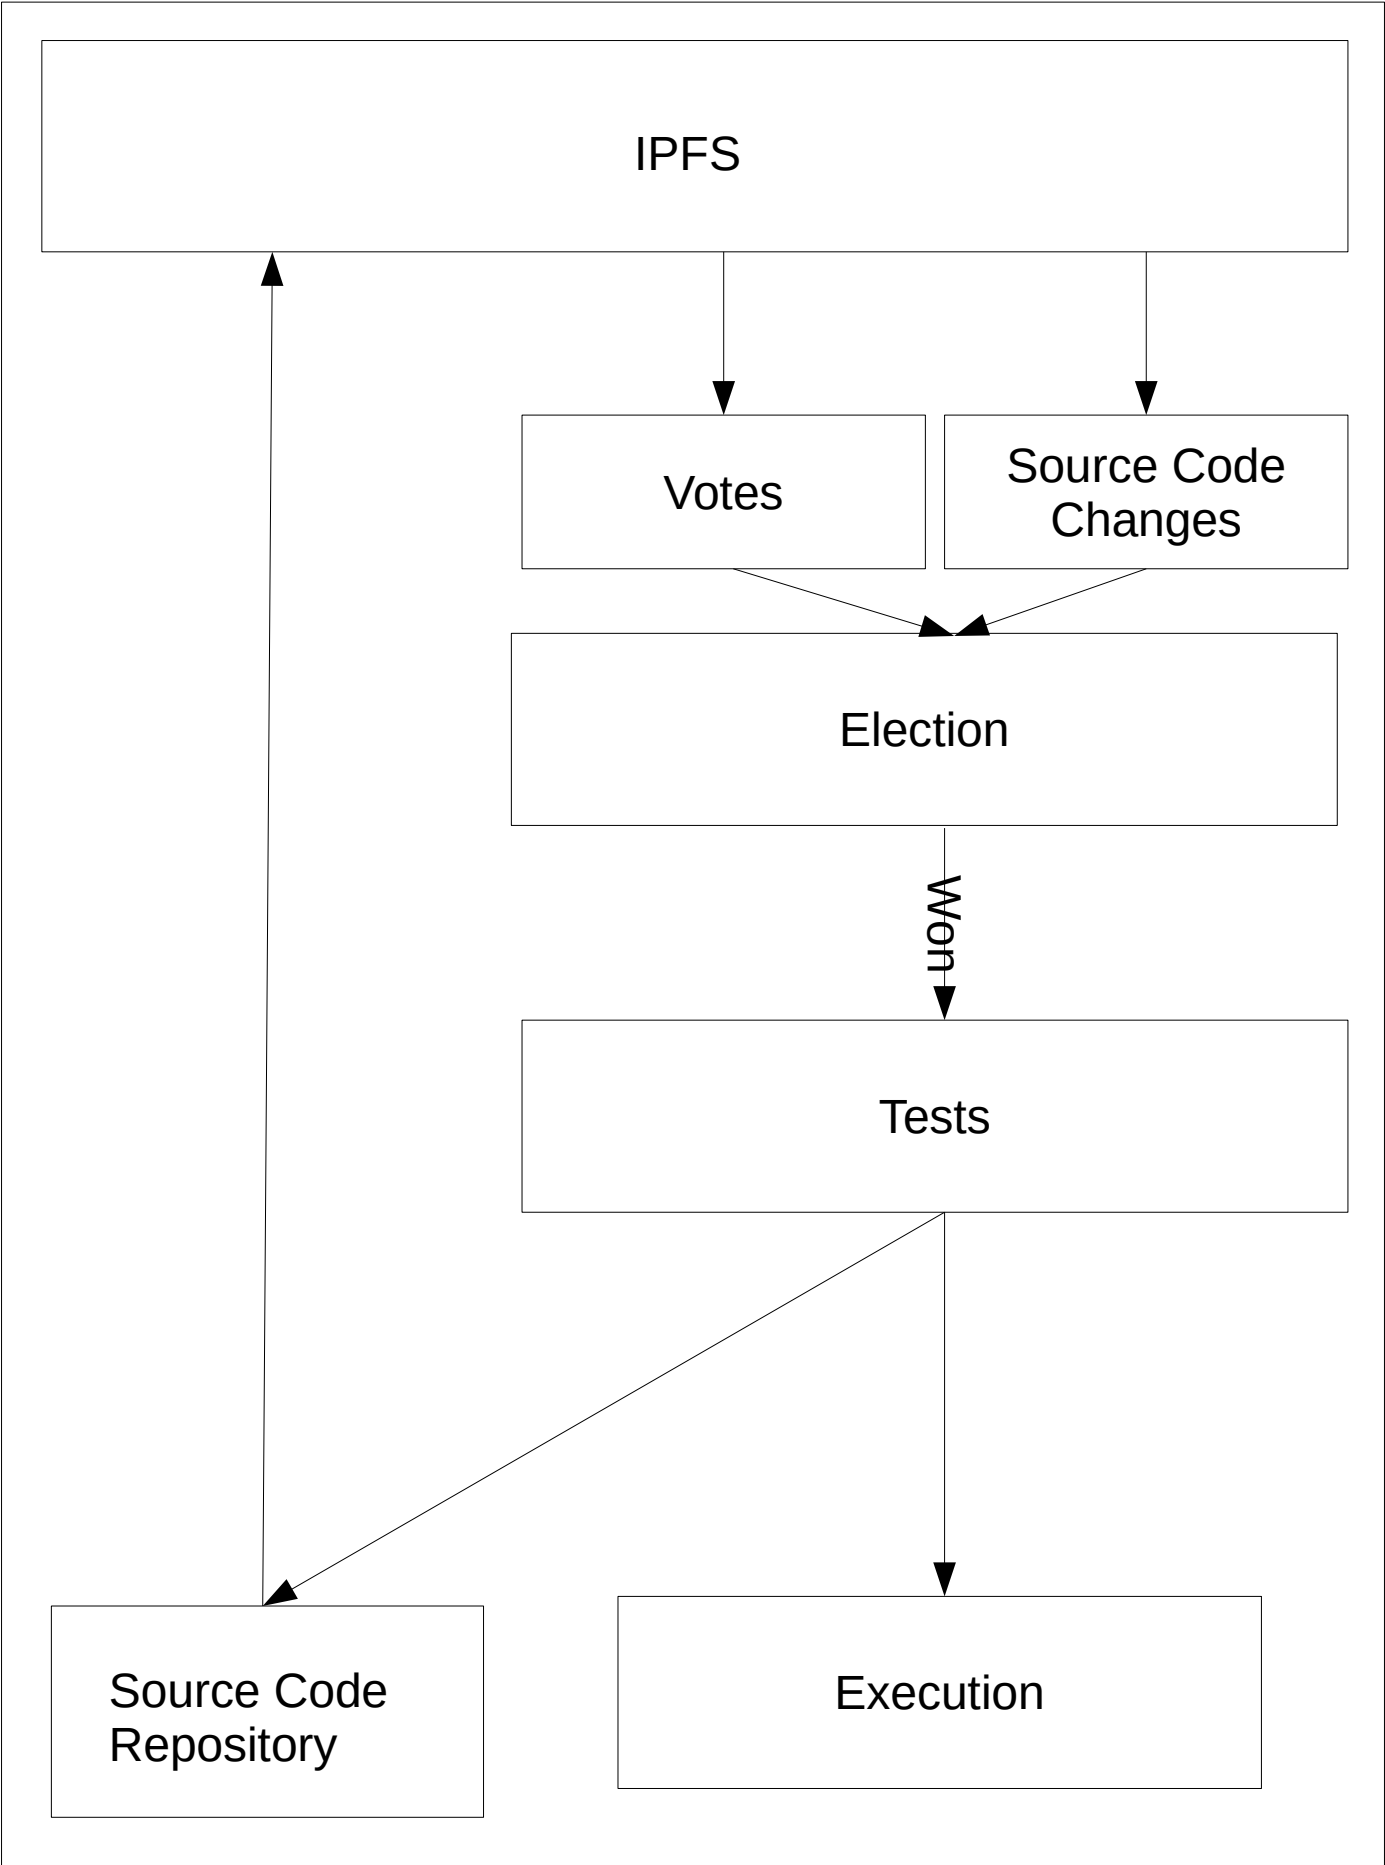 IPFS
Votes
Source Code
Changes
Election
Won
Tests
Source Code
Repository
Execution